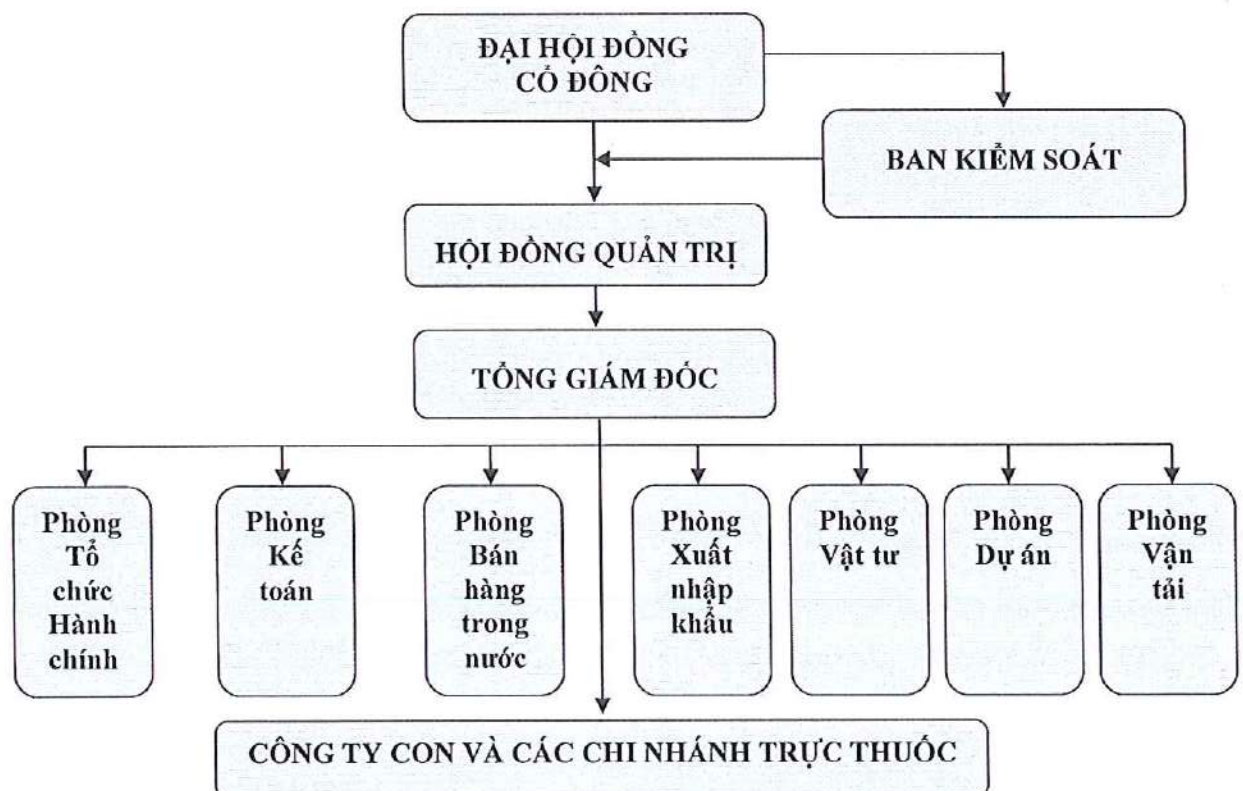 ĐẠI HỘI ĐỒNG
CỔ ĐÔNG
BAN KIỂM SOÁT
HỘI ĐỒNG QUẢN TRỊ
TỔNG GIÁM ĐỐC
Phòng
Tổ
chức
Hành
chính
Phòng
Kế
toán
Phòng
Bán
hàng
trong
nước
Phòng
Xuất
nhập
khẩu
Phòng
Vật tư
Phòng
Dự án
Phòng
Vận
tải
CÔNG TY CON VÀ CÁC CHI NHÁNH TRỰC THUỘC